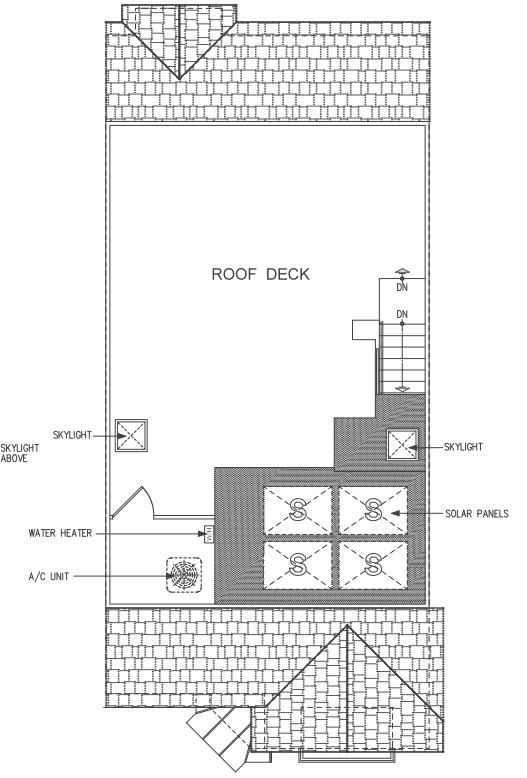 ROOF DECK
DN
DN
SKYLIGHT
SKYLIGHT
ABOVE
SKYLIGHT
S
S
SOLAR PANELS
WATER HEATER
W/H
S
S
A/C UNIT